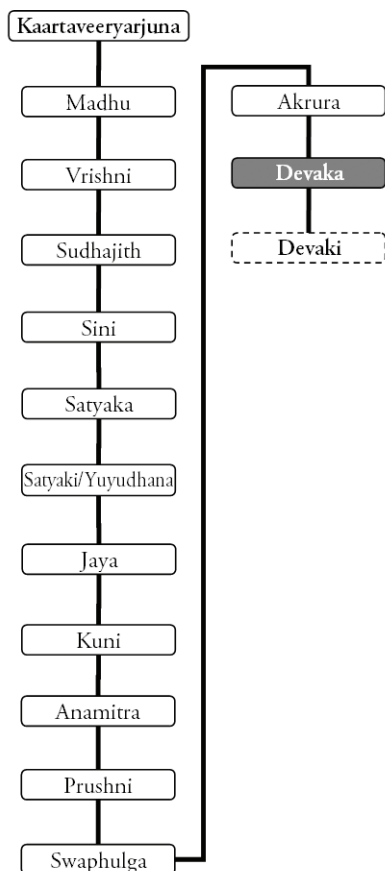 Kaartaveeryarjuna
Madhu
Vrishni
Sudhajith
Sini
Satyaka
Satyaki/Yuyudhana
Jaya
Kuni
Anamitra
Prushni
Swaphulga
Akrura
Devaka
Devaki